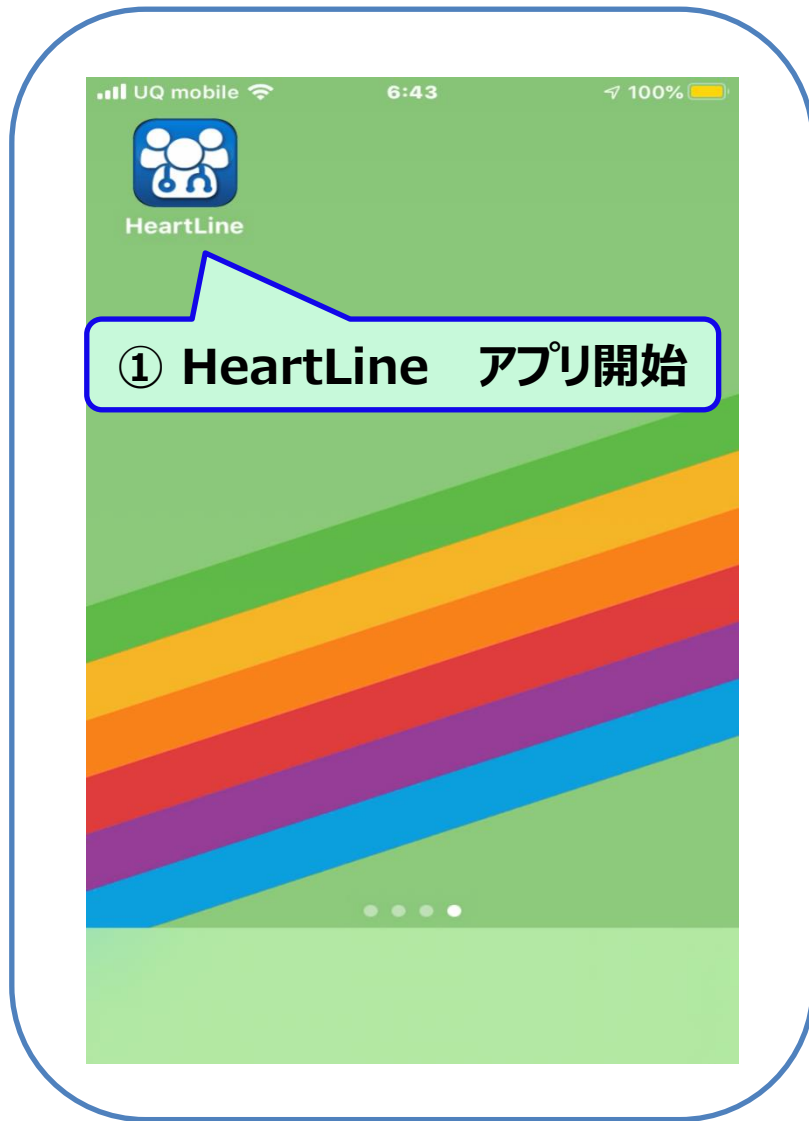 UQ mobile 6:43 100%
HeartLine
① HeartLine　アプリ開始